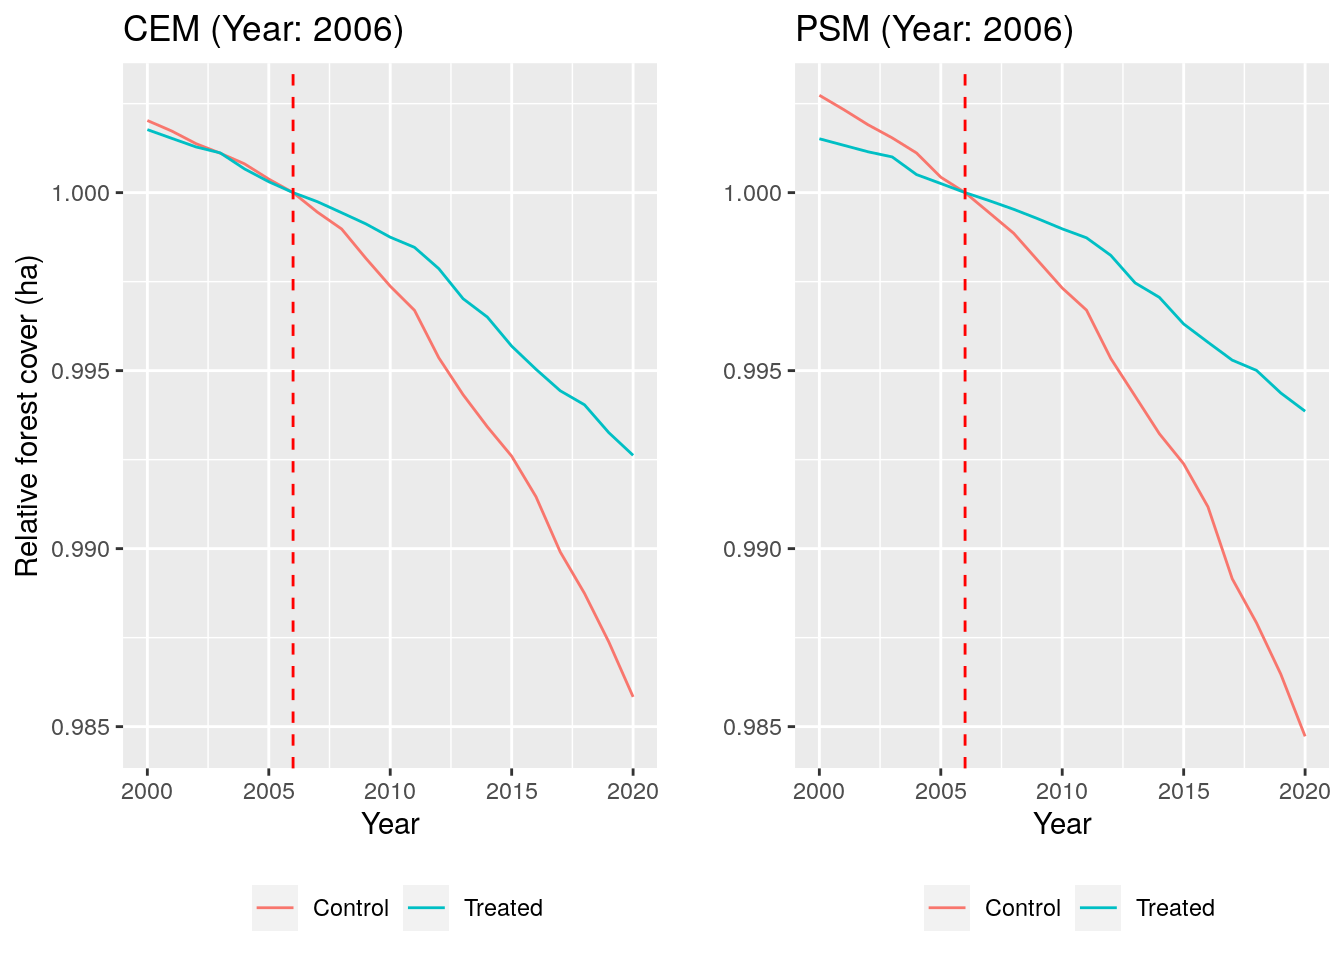 CEM (Year: 2006)
Relative forest cover (ha)
1.000
0.995
0.990
0.985
2000 2005 2010 2015 2020
Year
Control Treated
PSM (Year: 2006)
1.000
0.995
0.990
0.985
2000 2005 2010 2015 2020
Year
Control Treated